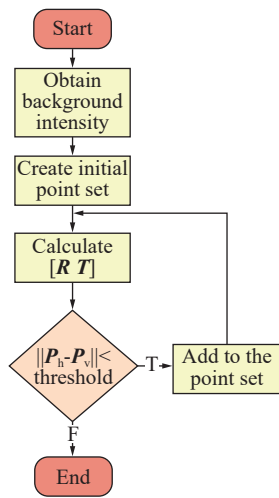 Start
Obtain
background
intensity
Create initial
point set
Calculate
[R T]
||Pₕ-Pᵥ||<
threshold
T
Add to the
point set
F
End